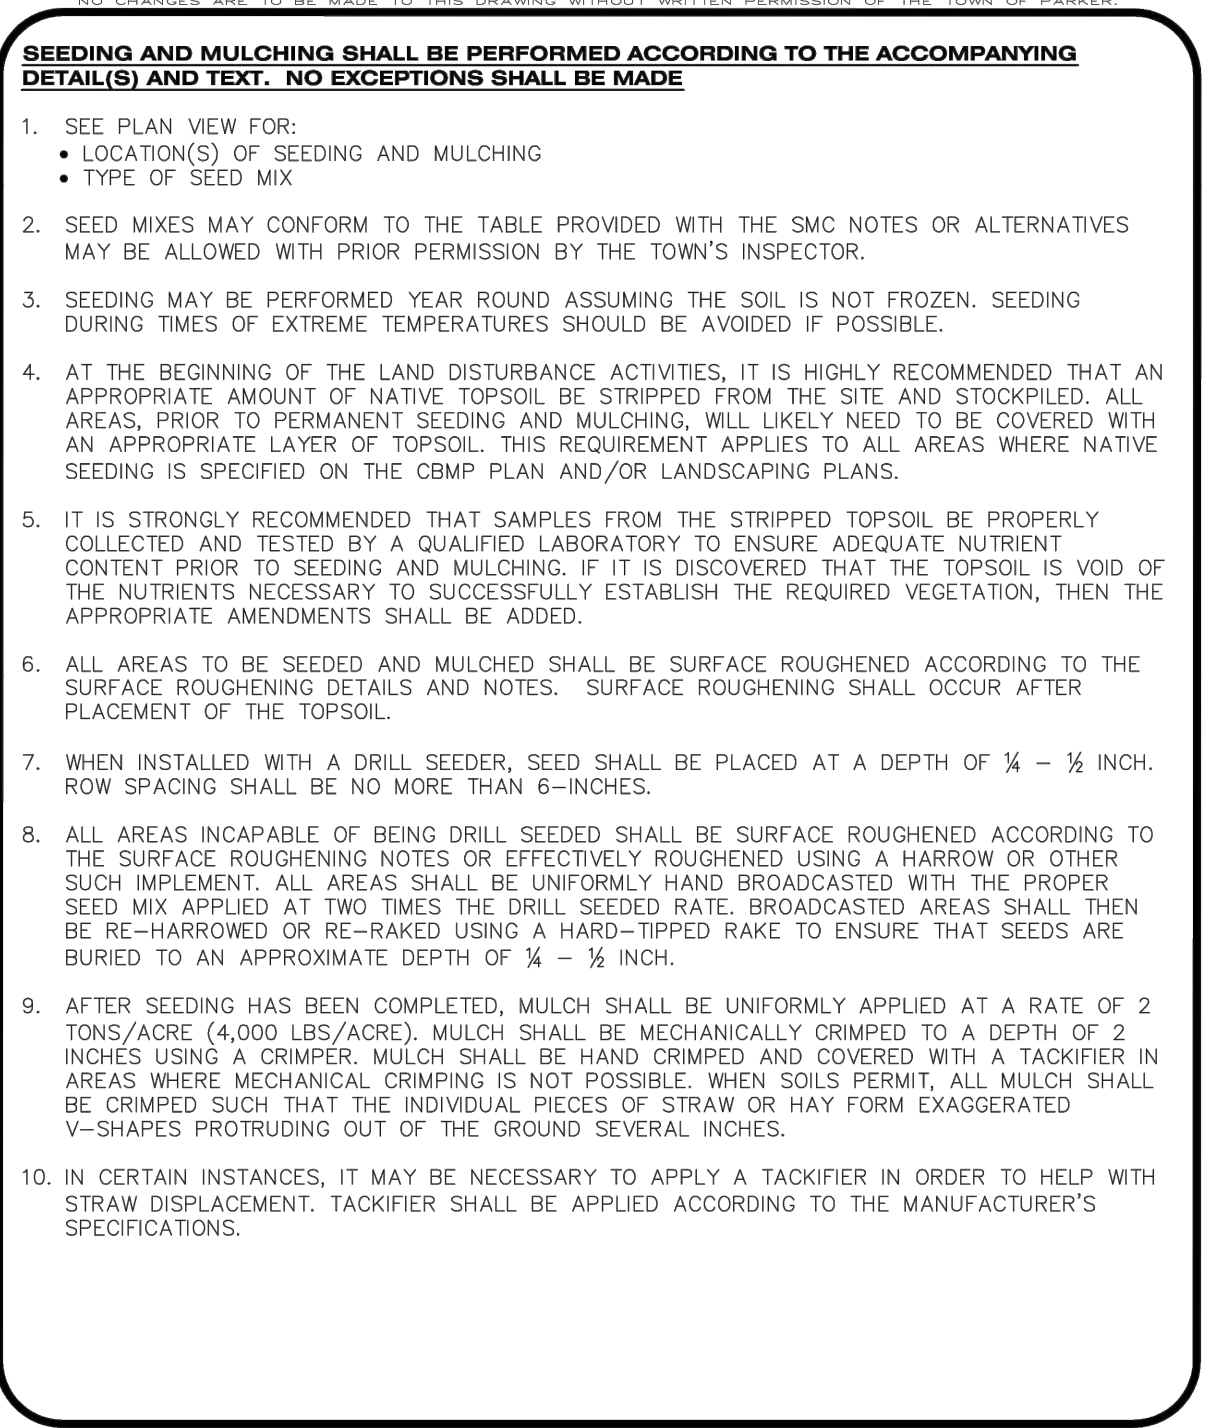 NO CHANGES ARE TO BE MADE TO THIS DRAWING WITHOUT WRITTEN PERMISSION OF THE TOWN OF PARKER.
SEEDING AND MULCHING SHALL BE PERFORMED ACCORDING TO THE ACCOMPANYING
DETAIL(S) AND TEXT. NO EXCEPTIONS SHALL BE MADE
1. SEE PLAN VIEW FOR:
• LOCATION(S) OF SEEDING AND MULCHING
• TYPE OF SEED MIX
2. SEED MIXES MAY CONFORM TO THE TABLE PROVIDED WITH THE SMC NOTES OR ALTERNATIVES
MAY BE ALLOWED WITH PRIOR PERMISSION BY THE TOWN'S INSPECTOR.
3. SEEDING MAY BE PERFORMED YEAR ROUND ASSUMING THE SOIL IS NOT FROZEN. SEEDING
DURING TIMES OF EXTREME TEMPERATURES SHOULD BE AVOIDED IF POSSIBLE.
4. AT THE BEGINNING OF THE LAND DISTURBANCE ACTIVITIES, IT IS HIGHLY RECOMMENDED THAT AN
APPROPRIATE AMOUNT OF NATIVE TOPSOIL BE STRIPPED FROM THE SITE AND STOCKPILED. ALL
AREAS, PRIOR TO PERMANENT SEEDING AND MULCHING, WILL LIKELY NEED TO BE COVERED WITH
AN APPROPRIATE LAYER OF TOPSOIL. THIS REQUIREMENT APPLIES TO ALL AREAS WHERE NATIVE
SEEDING IS SPECIFIED ON THE CBMP PLAN AND/OR LANDSCAPING PLANS.
5. IT IS STRONGLY RECOMMENDED THAT SAMPLES FROM THE STRIPPED TOPSOIL BE PROPERLY
COLLECTED AND TESTED BY A QUALIFIED LABORATORY TO ENSURE ADEQUATE NUTRIENT
CONTENT PRIOR TO SEEDING AND MULCHING. IF IT IS DISCOVERED THAT THE TOPSOIL IS VOID OF
THE NUTRIENTS NECESSARY TO SUCCESSFULLY ESTABLISH THE REQUIRED VEGETATION, THEN THE
APPROPRIATE AMENDMENTS SHALL BE ADDED.
6. ALL AREAS TO BE SEEDED AND MULCHED SHALL BE SURFACE ROUGHENED ACCORDING TO THE
SURFACE ROUGHENING DETAILS AND NOTES. SURFACE ROUGHENING SHALL OCCUR AFTER
PLACEMENT OF THE TOPSOIL.
7. WHEN INSTALLED WITH A DRILL SEEDER, SEED SHALL BE PLACED AT A DEPTH OF ¼ – ½ INCH.
ROW SPACING SHALL BE NO MORE THAN 6–INCHES.
8. ALL AREAS INCAPABLE OF BEING DRILL SEEDED SHALL BE SURFACE ROUGHENED ACCORDING TO
THE SURFACE ROUGHENING NOTES OR EFFECTIVELY ROUGHENED USING A HARROW OR OTHER
SUCH IMPLEMENT. ALL AREAS SHALL BE UNIFORMLY HAND BROADCASTED WITH THE PROPER
SEED MIX APPLIED AT TWO TIMES THE DRILL SEEDED RATE. BROADCASTED AREAS SHALL THEN
BE RE–HARROWED OR RE–RAKED USING A HARD–TIPPED RAKE TO ENSURE THAT SEEDS ARE
BURIED TO AN APPROXIMATE DEPTH OF ¼ – ½ INCH.
9. AFTER SEEDING HAS BEEN COMPLETED, MULCH SHALL BE UNIFORMLY APPLIED AT A RATE OF 2
TONS/ACRE (4,000 LBS/ACRE). MULCH SHALL BE MECHANICALLY CRIMPED TO A DEPTH OF 2
INCHES USING A CRIMPER. MULCH SHALL BE HAND CRIMPED AND COVERED WITH A TACKIFIER IN
AREAS WHERE MECHANICAL CRIMPING IS NOT POSSIBLE. WHEN SOILS PERMIT, ALL MULCH SHALL
BE CRIMPED SUCH THAT THE INDIVIDUAL PIECES OF STRAW OR HAY FORM EXAGGERATED
V–SHAPES PROTRUDING OUT OF THE GROUND SEVERAL INCHES.
10. IN CERTAIN INSTANCES, IT MAY BE NECESSARY TO APPLY A TACKIFIER IN ORDER TO HELP WITH
STRAW DISPLACEMENT. TACKIFIER SHALL BE APPLIED ACCORDING TO THE MANUFACTURER'S
SPECIFICATIONS.